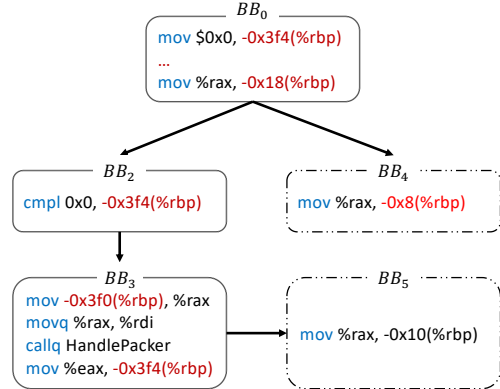 BB₀
mov $0x0, -0x3f4(%rbp)
…
mov %rax, -0x18(%rbp)
BB₂
cmpl 0x0, -0x3f4(%rbp)
BB₄
mov %rax, -0x8(%rbp)
BB₃
mov -0x3f0(%rbp), %rax
movq %rax, %rdi
callq HandlePacker
mov %eax, -0x3f4(%rbp)
BB₅
mov %rax, -0x10(%rbp)